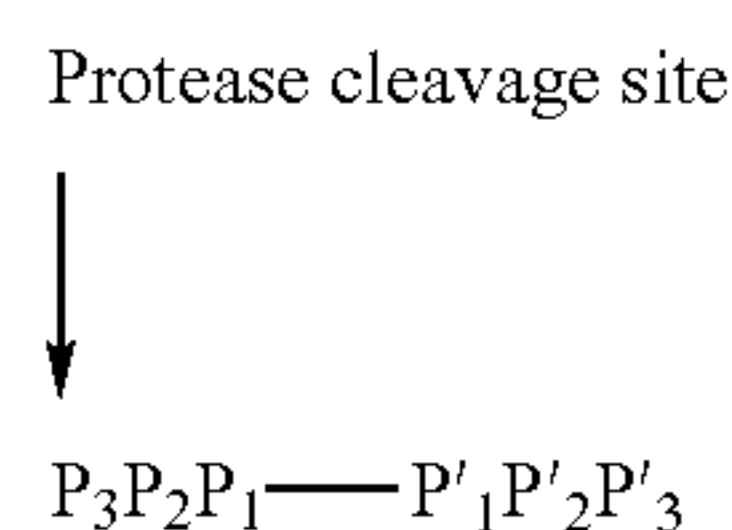 Protease cleavage site
P₃P₂P₁—P′₁P′₂P′₃